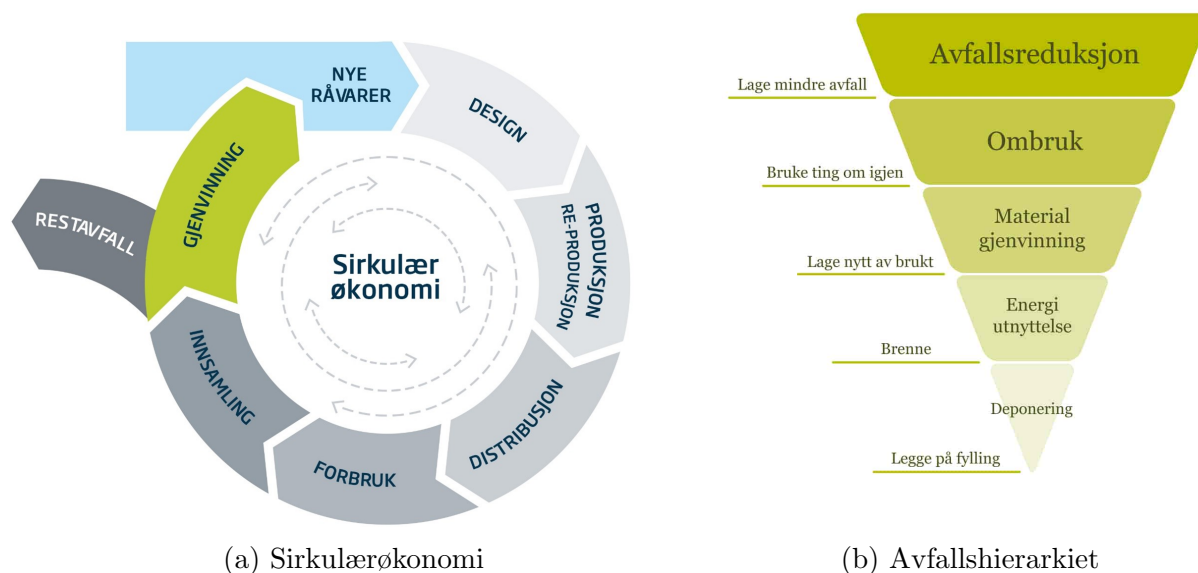 NYE
RÅVARER
DESIGN
PRODUKSJON
RE-PRODUKSJON
DISTRIBUSJON
FORBRUK
INNSAMLING
GJENVINNING
RESTAVFALL
Sirkulær
økonomi
(a) Sirkulærøkonomi
Avfallsreduksjon
Lage mindre avfall
Ombruk
Bruke ting om igjen
Material
gjenvinning
Lage nytt av brukt
Energi
utnyttelse
Brenne
Deponering
Legge på fylling
(b) Avfallshierarkiet